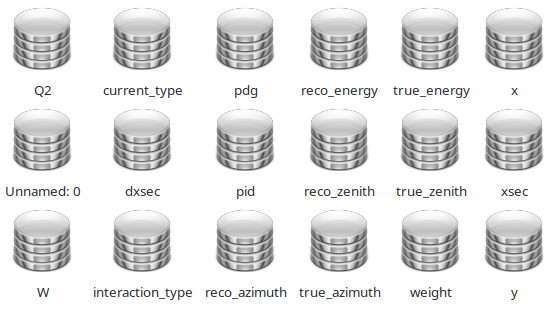 Q2 current_type pdg reco_energy true_energy x
Unnamed: 0 dxsec pid reco_zenith true_zenith xsec
W interaction_type reco_azimuth true_azimuth weight y